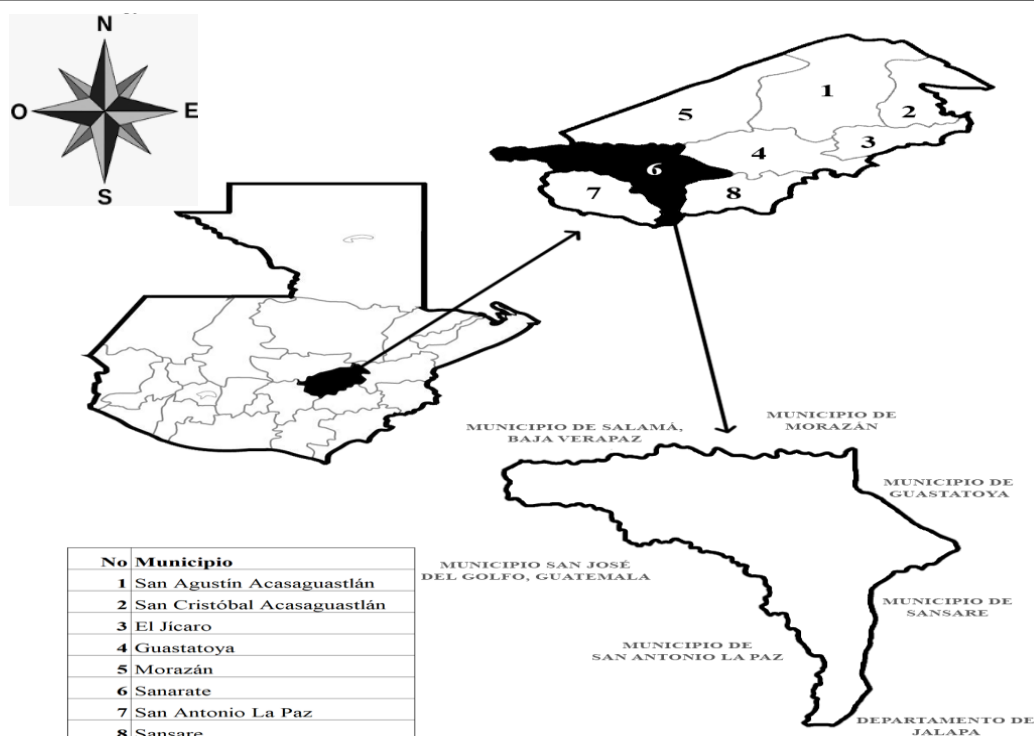 N
O
E
S
1
2
3
4
5
6
7
8
MUNICIPIO DE SALAMÁ,
BAJA VERAPAZ
MUNICIPIO DE
MORAZÁN
MUNICIPIO DE
GUASTATOYA
MUNICIPIO SAN JOSÉ
DEL GOLFO, GUATEMALA
MUNICIPIO DE
SANSARE
MUNICIPIO DE
SAN ANTONIO LA PAZ
DEPARTAMENTO DE
JALAPA
No Municipio
1 San Agustín Acasaguastlán
2 San Cristóbal Acasaguastlán
3 El Jícaro
4 Guastatoya
5 Morazán
6 Sanarate
7 San Antonio La Paz
8 Sansare